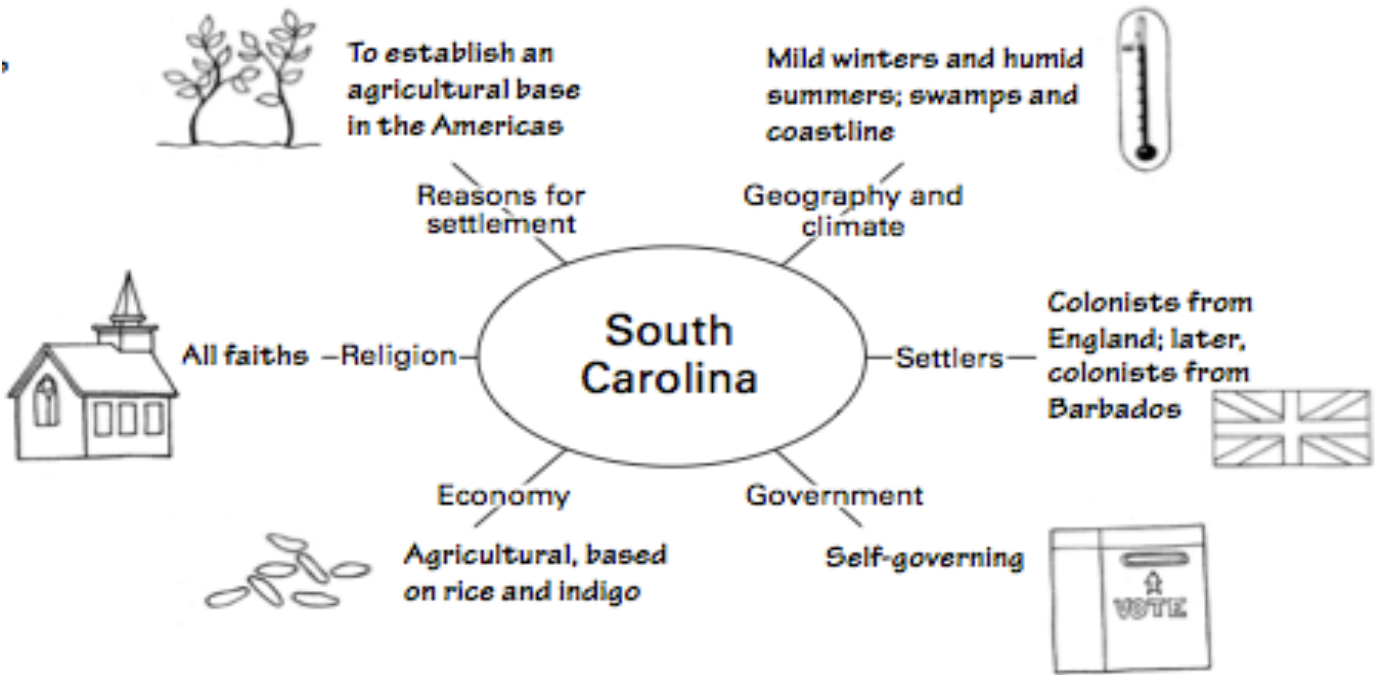 To establish an
agricultural base
in the Americas
Reasons for
settlement
Mild winters and humid
summers; swamps and
coastline
Geography and
climate
All faiths
Religion
South
Carolina
Settlers
Colonists from
England; later,
colonists from
Barbados
Economy
Agricultural, based
on rice and indigo
Government
Self-governing
VOTE